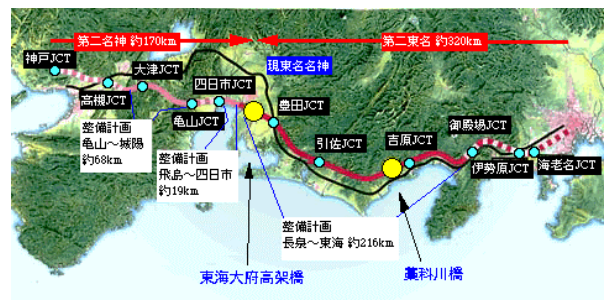 第二名神 約170km
第二東名 約320km
神戸JCT
大津JCT
四日市JCT
現東名名神
高槻JCT
亀山JCT
豊田JCT
引佐JCT
吉原JCT
御殿場JCT
伊勢原JCT
海老名JCT
整備計画
亀山～城陽
約68km
整備計画
飛島～四日市
約19km
整備計画
長泉～東海 約216km
東海大府高架橋
藁科川橋